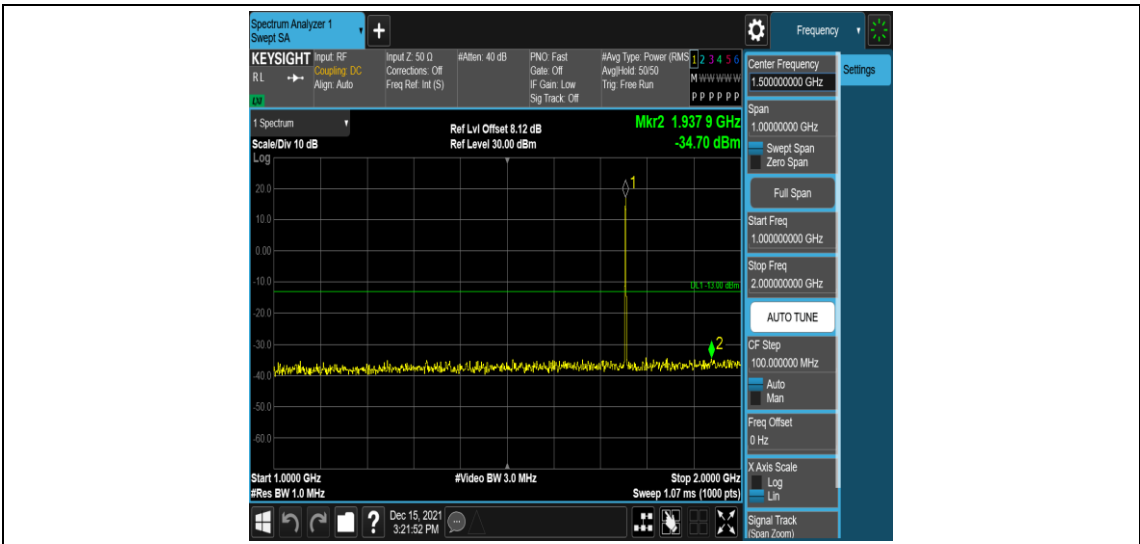 Spectrum Analyzer 1
Swept SA
+
Frequency
KEYSIGHT
RL
Input: RF
Coupling: DC
Align: Auto
Input Z: 50 Ω
Corrections: Off
Freq Ref: Int (S)
#Atten: 40 dB
PNO: Fast
Gate: Off
IF Gain: Low
Sig Track: Off
#Avg Type: Power (RMS
Avg|Hold: 50/50
Trig: Free Run
1 2 3 4 5 6
M W W W W W
P P P P P P
1 Spectrum
Scale/Div 10 dB
Log
Ref Lvl Offset 8.12 dB
Ref Level 30.00 dBm
Mkr2 1.937 9 GHz
-34.70 dBm
1
20.0
10.0
0.00
-10.0
DL1 -13.00 dBm
-20.0
-30.0
2
-40.0
-50.0
-60.0
Start 1.0000 GHz
#Res BW 1.0 MHz
#Video BW 3.0 MHz
Stop 2.0000 GHz
Sweep 1.07 ms (1000 pts)
?
Dec 15, 2021
3:21:52 PM
Center Frequency
1.500000000 GHz
Settings
Span
1.00000000 GHz
Swept Span
Zero Span
Full Span
Start Freq
1.000000000 GHz
Stop Freq
2.000000000 GHz
AUTO TUNE
CF Step
100.000000 MHz
Auto
Man
Freq Offset
0 Hz
X Axis Scale
Log
Lin
Signal Track
(Span Zoom)